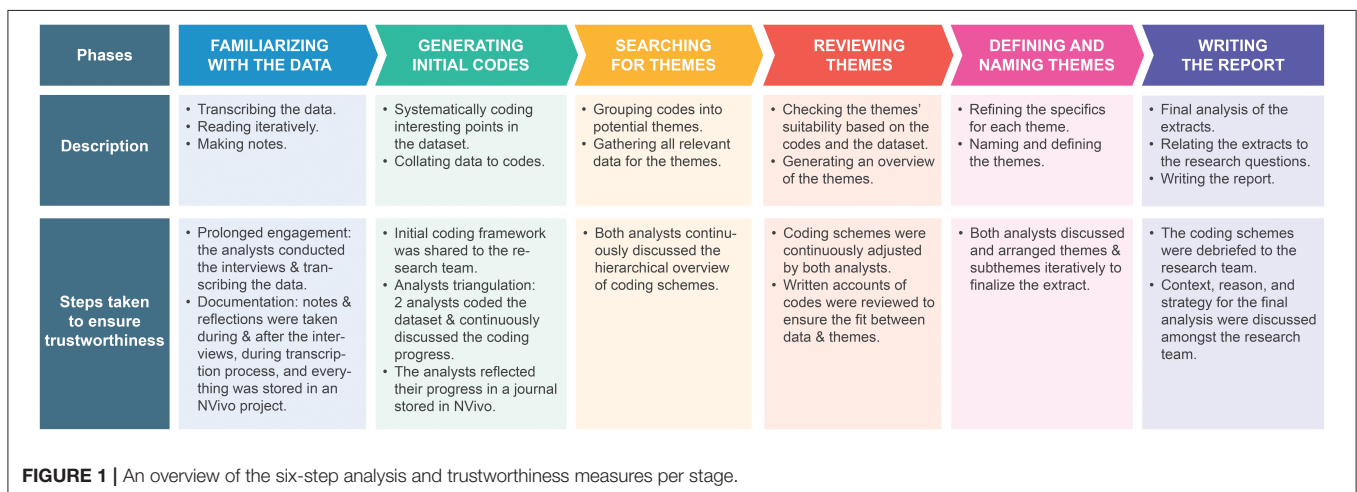 Phases
FAMILIARIZING
WITH THE DATA
GENERATING
INITIAL CODES
SEARCHING
FOR THEMES
REVIEWING
THEMES
DEFINING AND
NAMING THEMES
WRITING
THE REPORT
Description
• Transcribing the data.
• Reading iteratively.
• Making notes.
• Systematically coding
interesting points in
the dataset.
• Collating data to codes.
• Grouping codes into
potential themes.
• Gathering all relevant
data for the themes.
• Checking the themes’
suitability based on the
codes and the dataset.
• Generating an overview
of the themes.
• Refining the specifics
for each theme.
• Naming and defining
the themes.
• Final analysis of the
extracts.
• Relating the extracts to
the research questions.
• Writing the report.
Steps taken
to ensure
trustworthiness
• Prolonged engagement:
the analysts conducted
the interviews & tran-
scribing the data.
• Documentation: notes &
reflections were taken
during & after the inter-
views, during transcrip-
tion process, and every-
thing was stored in an
NVivo project.
• Initial coding framework
was shared to the re-
search team.
• Analysts triangulation:
2 analysts coded the
dataset & continuously
discussed the coding
progress.
• The analysts reflected
their progress in a journal
stored in NVivo.
• Both analysts continu-
ously discussed the
hierarchical overview
of coding schemes.
• Coding schemes were
continuously adjusted
by both analysts.
• Written accounts of
codes were reviewed to
ensure the fit between
data & themes.
• Both analysts discussed
and arranged themes &
subthemes iteratively to
finalize the extract.
• The coding schemes
were debriefed to the
research team.
• Context, reason, and
strategy for the final
analysis were discussed
amongst the research
team.
FIGURE 1 | An overview of the six-step analysis and trustworthiness measures per stage.